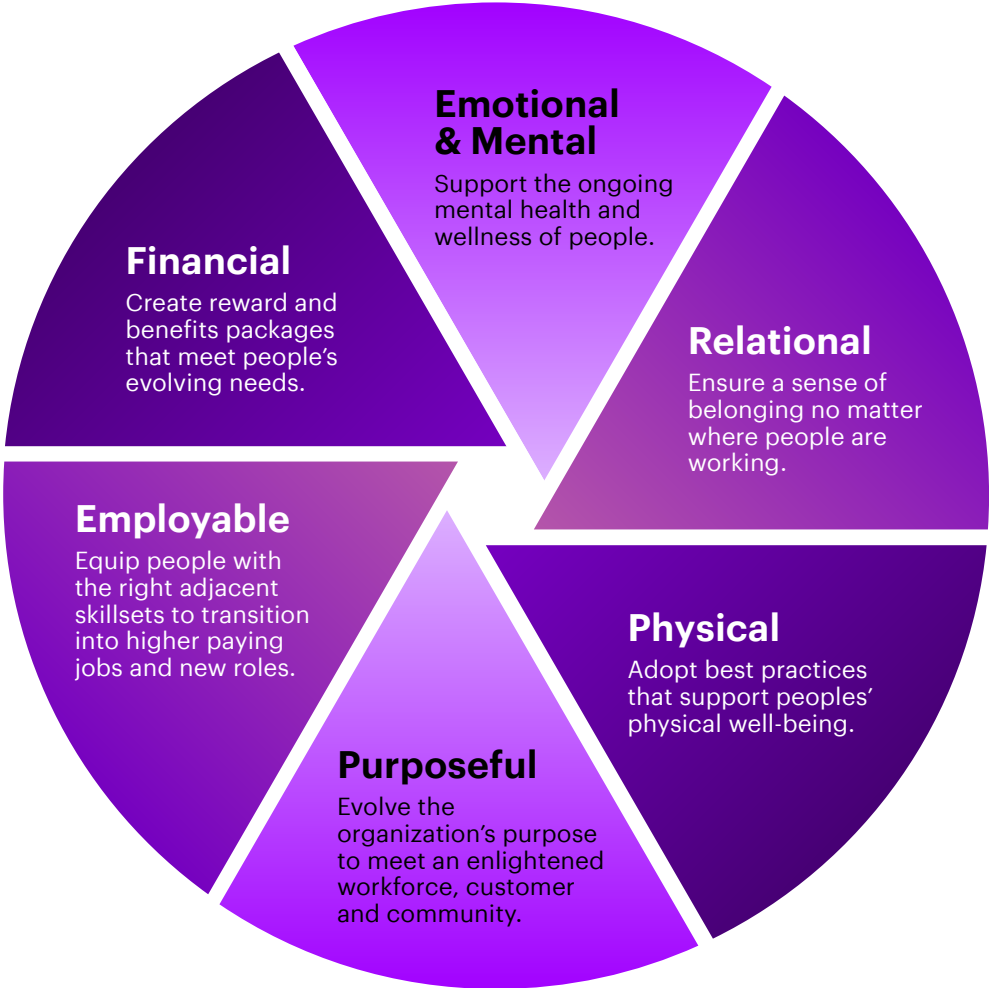 Emotional
& Mental
Support the ongoing
mental health and
wellness of people.
Relational
Ensure a sense of
belonging no matter
where people are
working.
Physical
Adopt best practices
that support peoples’
physical well-being.
Purposeful
Evolve the
organization’s purpose
to meet an enlightened
workforce, customer
and community.
Employable
Equip people with
the right adjacent
skillsets to transition
into higher paying
jobs and new roles.
Financial
Create reward and
benefits packages
that meet people’s
evolving needs.